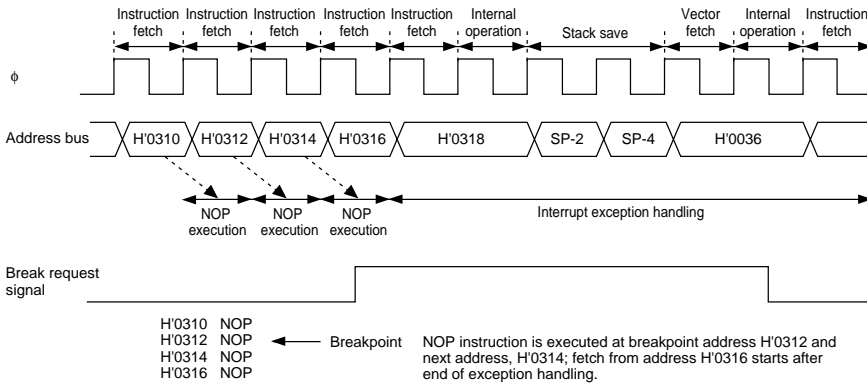 Instruction fetch Instruction fetch Instruction fetch Instruction fetch Instruction fetch Internal operation Stack save Vector fetch Internal operation Instruction fetch
φ
Address bus H'0310 H'0312 H'0314 H'0316 H'0318 SP-2 SP-4 H'0036
NOP execution NOP execution NOP execution Interrupt exception handling
Break request
signal
H'0310 NOP
H'0312 NOP
H'0314 NOP
H'0316 NOP
Breakpoint
NOP instruction is executed at breakpoint address H'0312 and
next address, H'0314; fetch from address H'0316 starts after
end of exception handling.